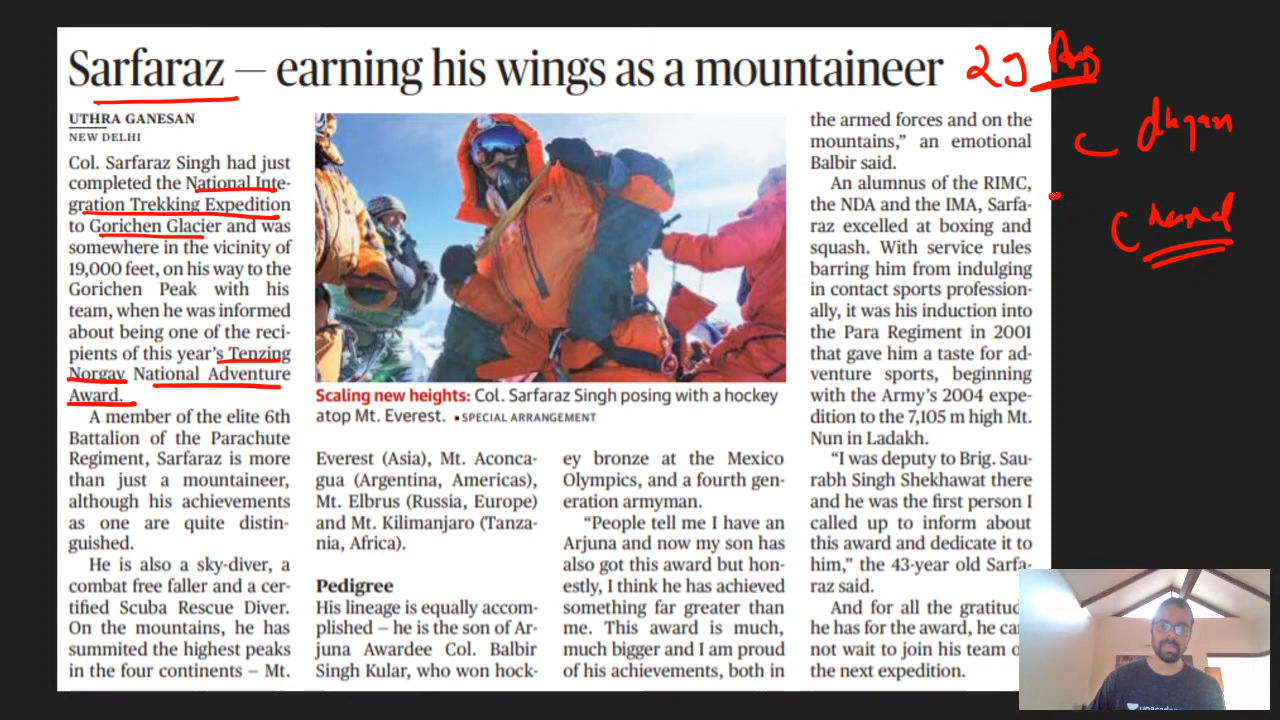 Sarfaraz — earning his wings as a mountaineer
29 Aug
dhyan
UTHRA GANESAN
NEW DELHI
Col. Sarfaraz Singh had just
completed the National Inte-
gration Trekking Expedition
to Gorichen Glacier and was
somewhere in the vicinity of
19,000 feet, on his way to the
Gorichen Peak with his
team, when he was informed
about being one of the reci-
pients of this year's Tenzing
Norgay National Adventure
Award.
A member of the elite 6th
Battalion of the Parachute
Regiment, Sarfaraz is more
than just a mountaineer,
although his achievements
as one are quite distin-
guished.
He is also a sky-diver, a
combat free faller and a cer-
tified Scuba Rescue Diver.
On the mountains, he has
summited the highest peaks
in the four continents – Mt.
Scaling new heights: Col. Sarfaraz Singh posing with a hockey
atop Mt. Everest. ▪SPECIAL ARRANGEMENT
Everest (Asia), Mt. Aconca-
gua (Argentina, Americas),
Mt. Elbrus (Russia, Europe)
and Mt. Kilimanjaro (Tanza-
nia, Africa).
Pedigree
His lineage is equally accom-
plished – he is the son of Ar-
juna Awardee Col. Balbir
Singh Kular, who won hock-
ey bronze at the Mexico
Olympics, and a fourth gen-
eration armyman.
“People tell me I have an
Arjuna and now my son has
also got this award but hon-
estly, I think he has achieved
something far greater than
me. This award is much,
much bigger and I am proud
of his achievements, both in
the armed forces and on the
mountains,” an emotional
Balbir said.
An alumnus of the RIMC,
the NDA and the IMA, Sarfa-
raz excelled at boxing and
squash. With service rules
barring him from indulging
in contact sports profession-
ally, it was his induction into
the Para Regiment in 2001
that gave him a taste for ad-
venture sports, beginning
with the Army's 2004 expe-
dition to the 7,105 m high Mt.
Nun in Ladakh.
“I was deputy to Brig. Sau-
rabh Singh Shekhawat there
and he was the first person I
called up to inform about
this award and dedicate it to
him,” the 43-year old Sarfa-
raz said.
And for all the gratitud
he has for the award, he ca
not wait to join his team
the next expedition.